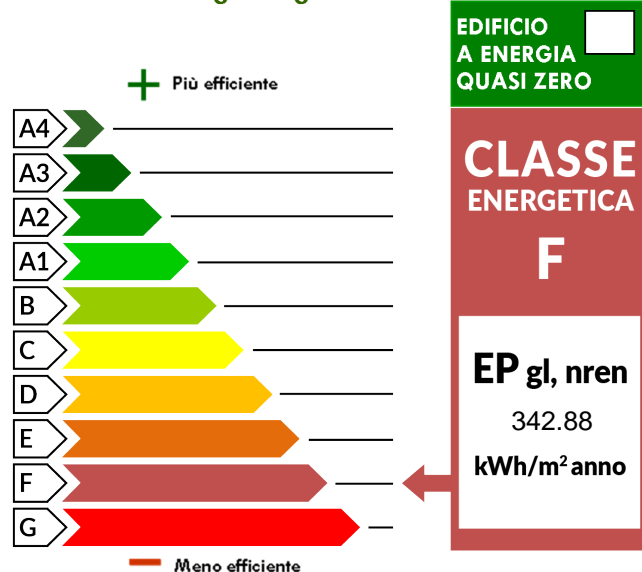 EDIFICIO
A ENERGIA
QUASI ZERO
Più efficiente
A4
A3
A2
A1
B
C
D
E
F
G
Meno efficiente
CLASSE
ENERGETICA
F
EP gl, nren
342.88
kWh/m² anno